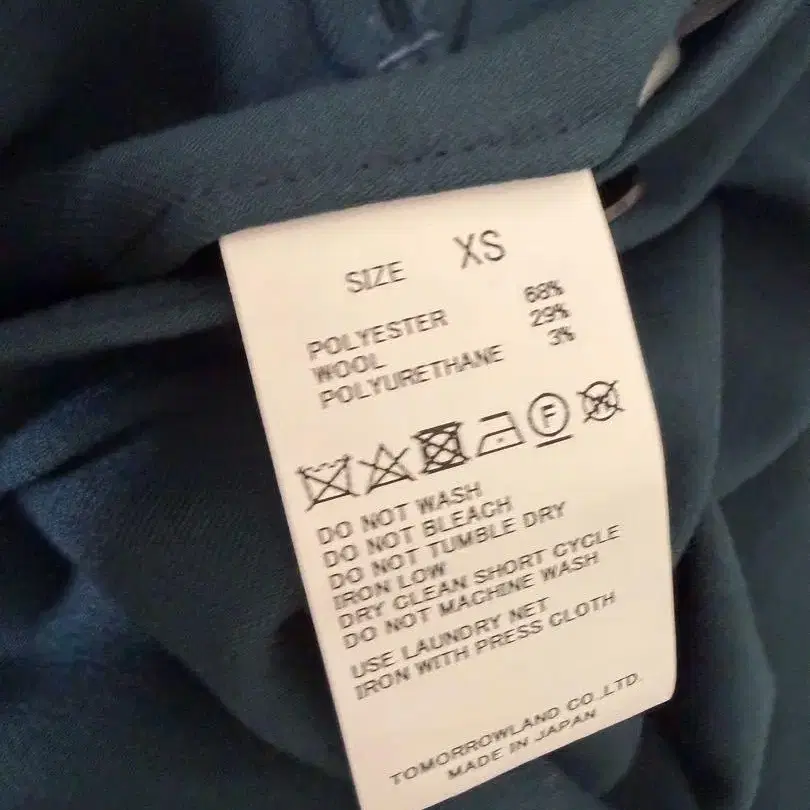 SIZE XS
POLYESTER 68%
WOOL 29%
POLYURETHANE 3%
F
W
DO NOT WASH
DO NOT BLEACH
DO NOT TUMBLE DRY
IRON LOW
DRY CLEAN SHORT CYCLE
DO NOT MACHINE WASH
USE LAUNDRY NET
IRON WITH PRESS CLOTH
TOMORROWLAND CO.,LTD.
MADE IN JAPAN